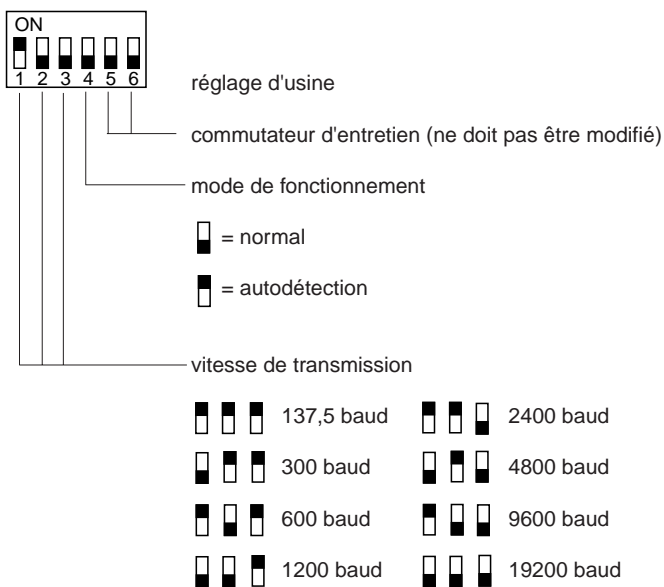 ON
1 2 3 4 5 6
réglage d'usine
commutateur d'entretien (ne doit pas être modifié)
mode de fonctionnement
= normal
= autodétection
vitesse de transmission
137,5 baud 2400 baud
300 baud 4800 baud
600 baud 9600 baud
1200 baud 19200 baud